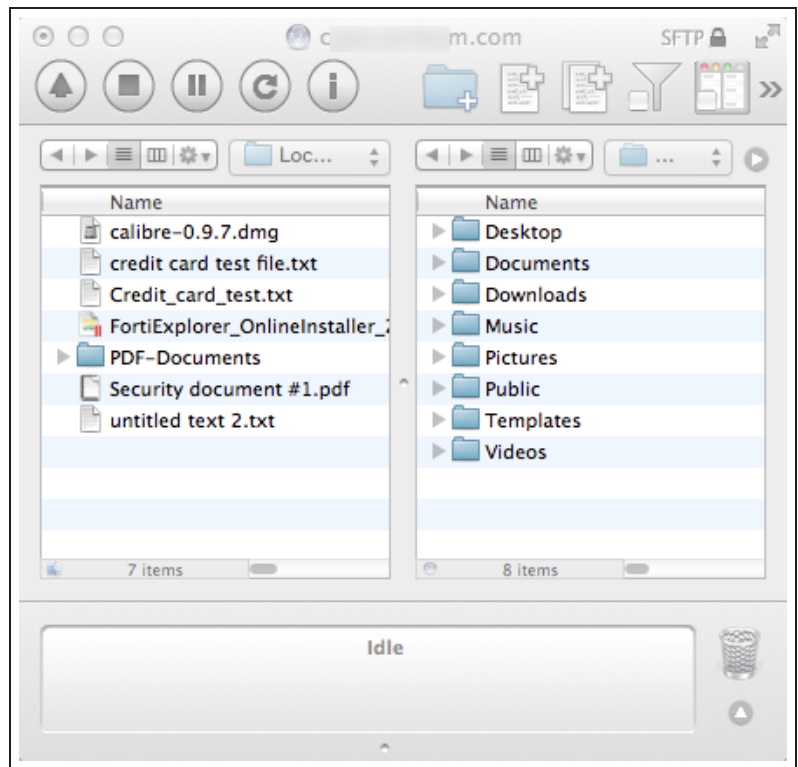 c m.com SFTP
Loc... ...
Name
calibre-0.9.7.dmg
credit card test file.txt
Credit_card_test.txt
FortiExplorer_OnlineInstaller_2
PDF-Documents
Security document #1.pdf
untitled text 2.txt
7 items
Name
Desktop
Documents
Downloads
Music
Pictures
Public
Templates
Videos
8 items
Idle